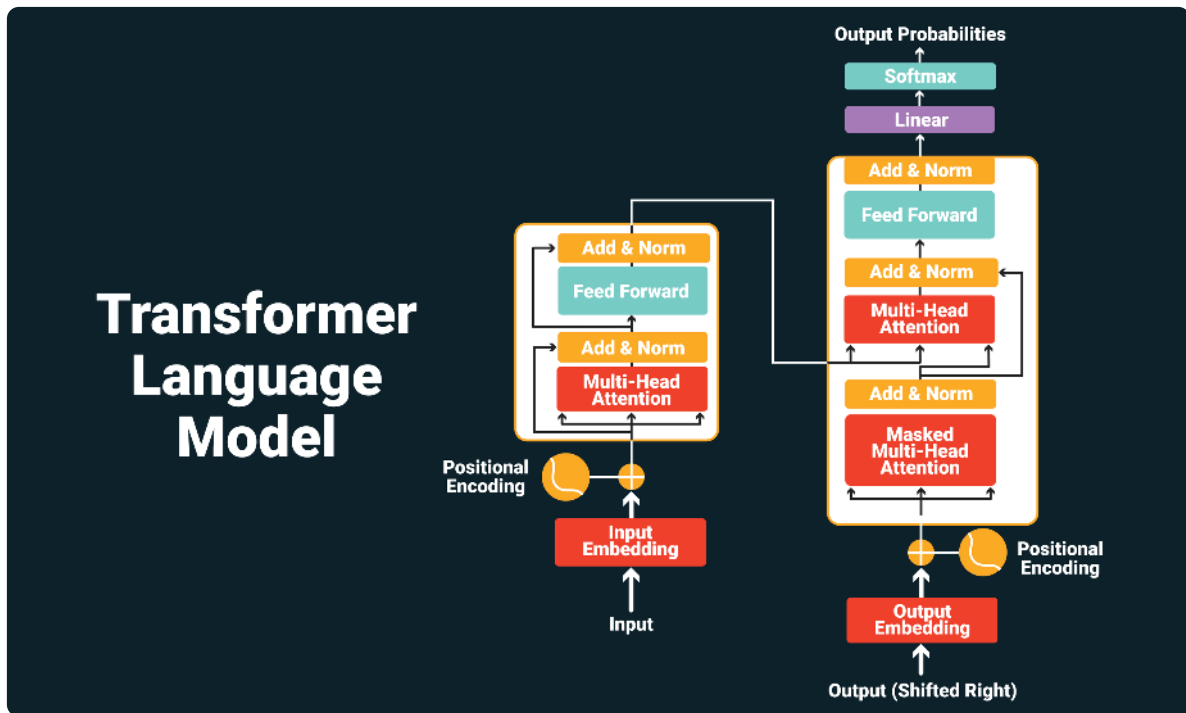 Transformer
Language
Model
Output Probabilities
Softmax
Linear
Add & Norm
Feed Forward
Add & Norm
Multi-Head
Attention
Add & Norm
Masked
Multi-Head
Attention
Positional
Encoding
Output
Embedding
Output (Shifted Right)
Add & Norm
Feed Forward
Add & Norm
Multi-Head
Attention
Positional
Encoding
Input
Embedding
Input